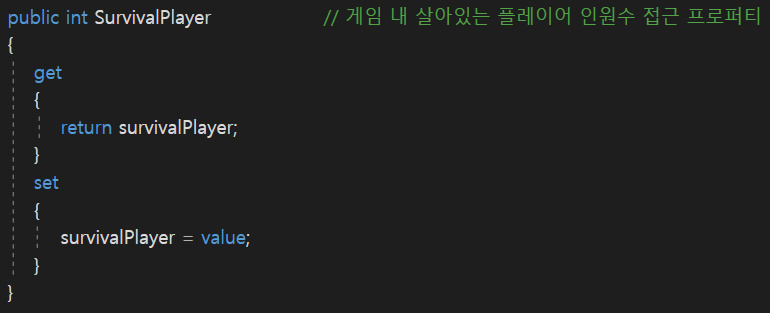 public int SurvivalPlayer // 게임 내 살아있는 플레이어 인원수 접근 프로퍼티
{
get
{
return survivalPlayer;
}
set
{
survivalPlayer = value;
}
}